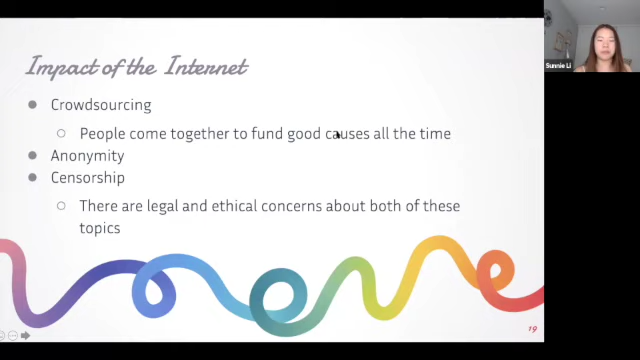 Impact of the Internet
Crowdsourcing
People come together to fund good causes all the time
Anonymity
Censorship
There are legal and ethical concerns about both of these
topics
19
Sunnie Li